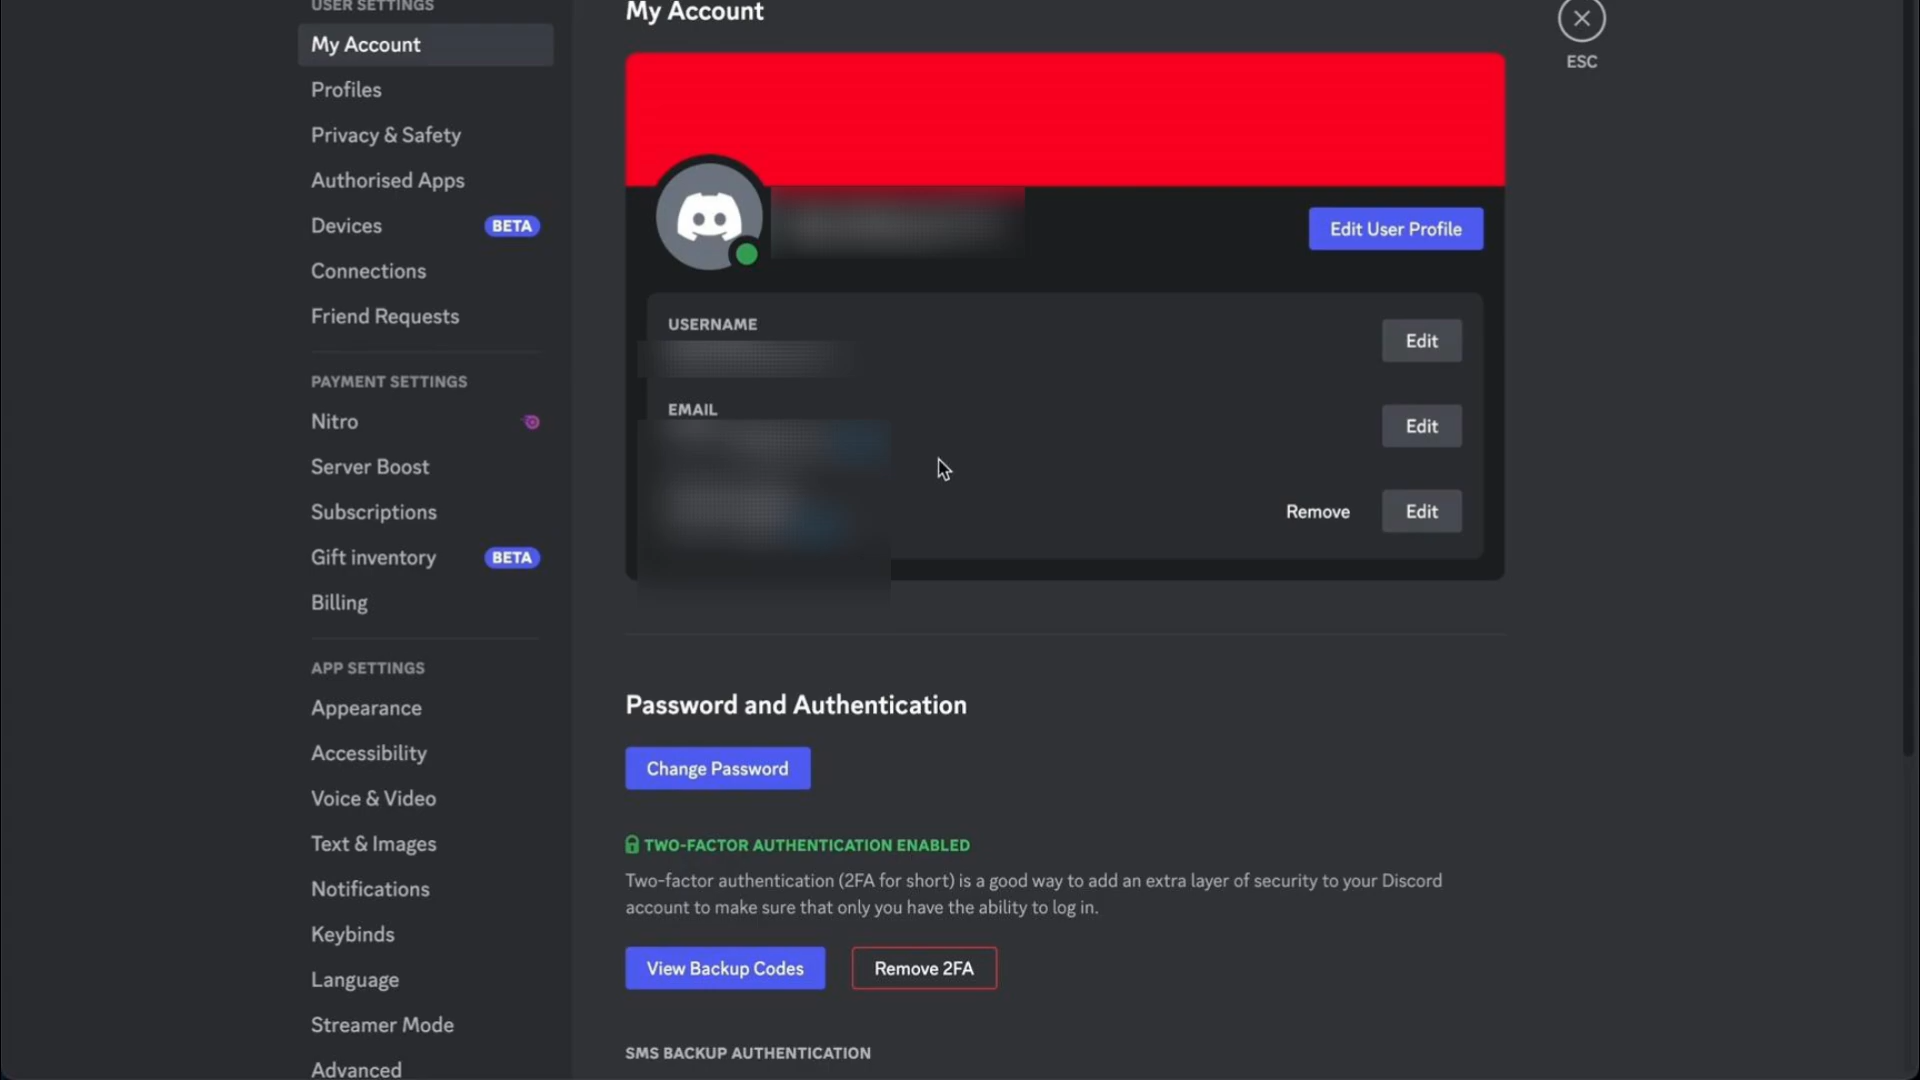 USER SETTINGS
My Account
Profiles
Privacy & Safety
Authorised Apps
Devices BETA
Connections
Friend Requests
PAYMENT SETTINGS
Nitro
Server Boost
Subscriptions
Gift inventory BETA
Billing
APP SETTINGS
Appearance
Accessibility
Voice & Video
Text & Images
Notifications
Keybinds
Language
Streamer Mode
Advanced
My Account
Edit User Profile
USERNAME
Edit
EMAIL
Edit
Remove
Edit
Password and Authentication
Change Password
TWO-FACTOR AUTHENTICATION ENABLED
Two-factor authentication (2FA for short) is a good way to add an extra layer of security to your Discord
account to make sure that only you have the ability to log in.
View Backup Codes
Remove 2FA
SMS BACKUP AUTHENTICATION
ESC